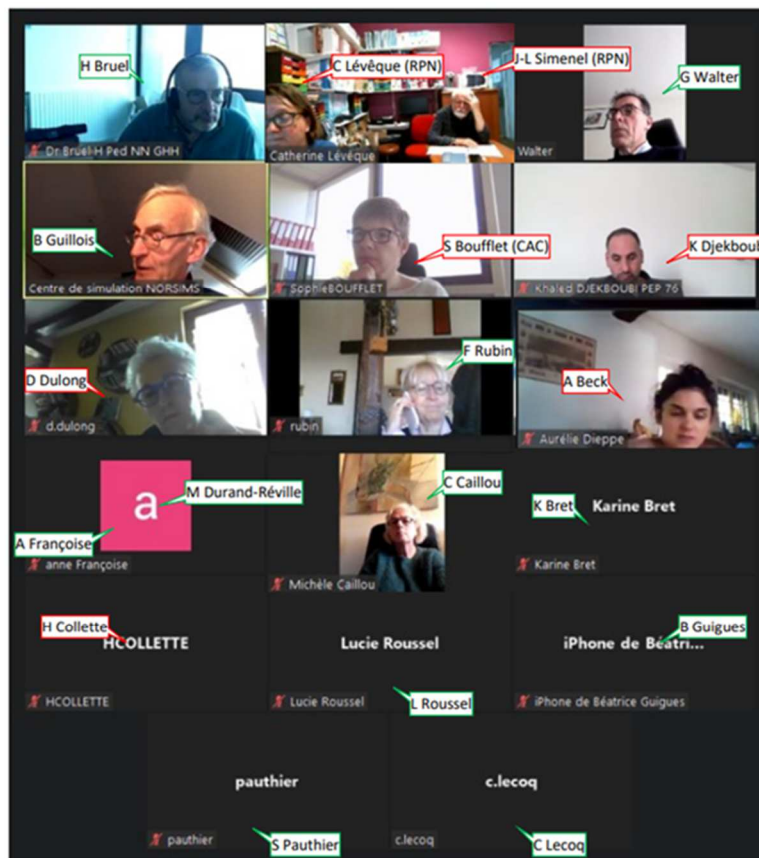 H Bruel
C Lévêque (RPN)
J-L Simenel (RPN)
G Walter
Dr Bruel H Ped NN GHH
Catherine Lévêque
Walter
B Guillois
S Boufflet (CAC)
K Djekboubi
Centre de simulation NORSIMS
SophieBOUFFLET
Khaled DJEKBOUBI PEP 76
D Dulong
F Rubin
A Beck
d.dulong
rubin
Aurélie Dieppe
a
M Durand-Réville
C Caillou
K Bret
Karine Bret
A Françoise
anne Françoise
Michèle Caillou
Karine Bret
H Collette
B Guigues
HCOLLETTE
Lucie Roussel
iPhone de Béatri...
HCOLLETTE
Lucie Roussel
L Roussel
iPhone de Béatrice Guigues
pauthier
c.lecoq
pauthier
S Pauthier
c.lecoq
C Lecoq